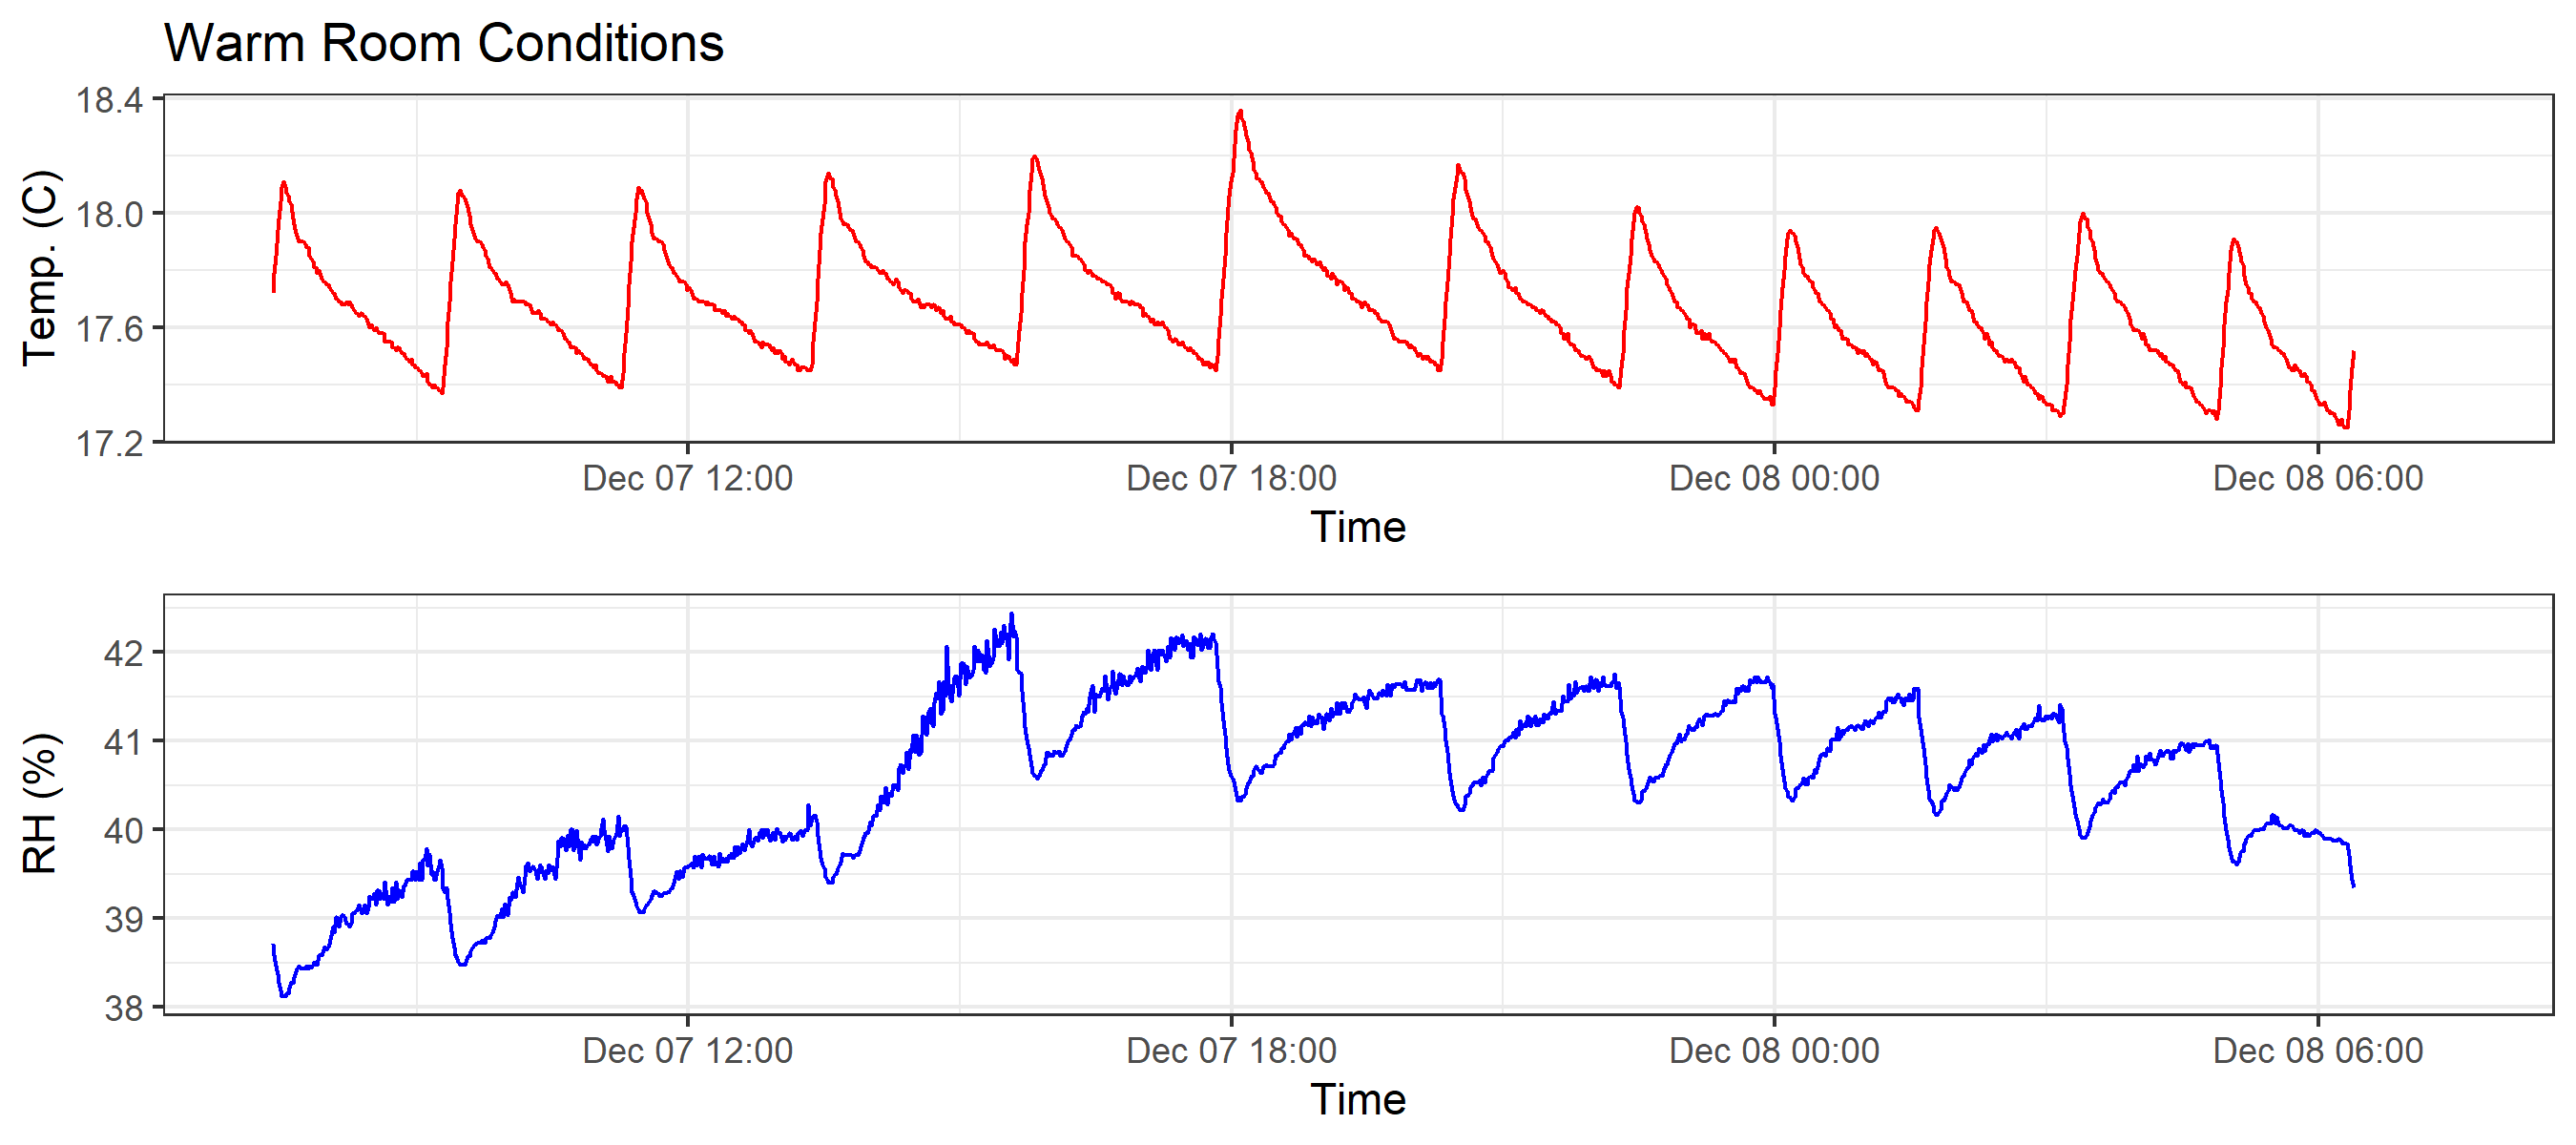 Warm Room Conditions
Temp. (C)
18.4
18.0
17.6
17.2
Dec 07 12:00 Dec 07 18:00 Dec 08 00:00 Dec 08 06:00
Time
RH (%)
42
41
40
39
38
Dec 07 12:00 Dec 07 18:00 Dec 08 00:00 Dec 08 06:00
Time